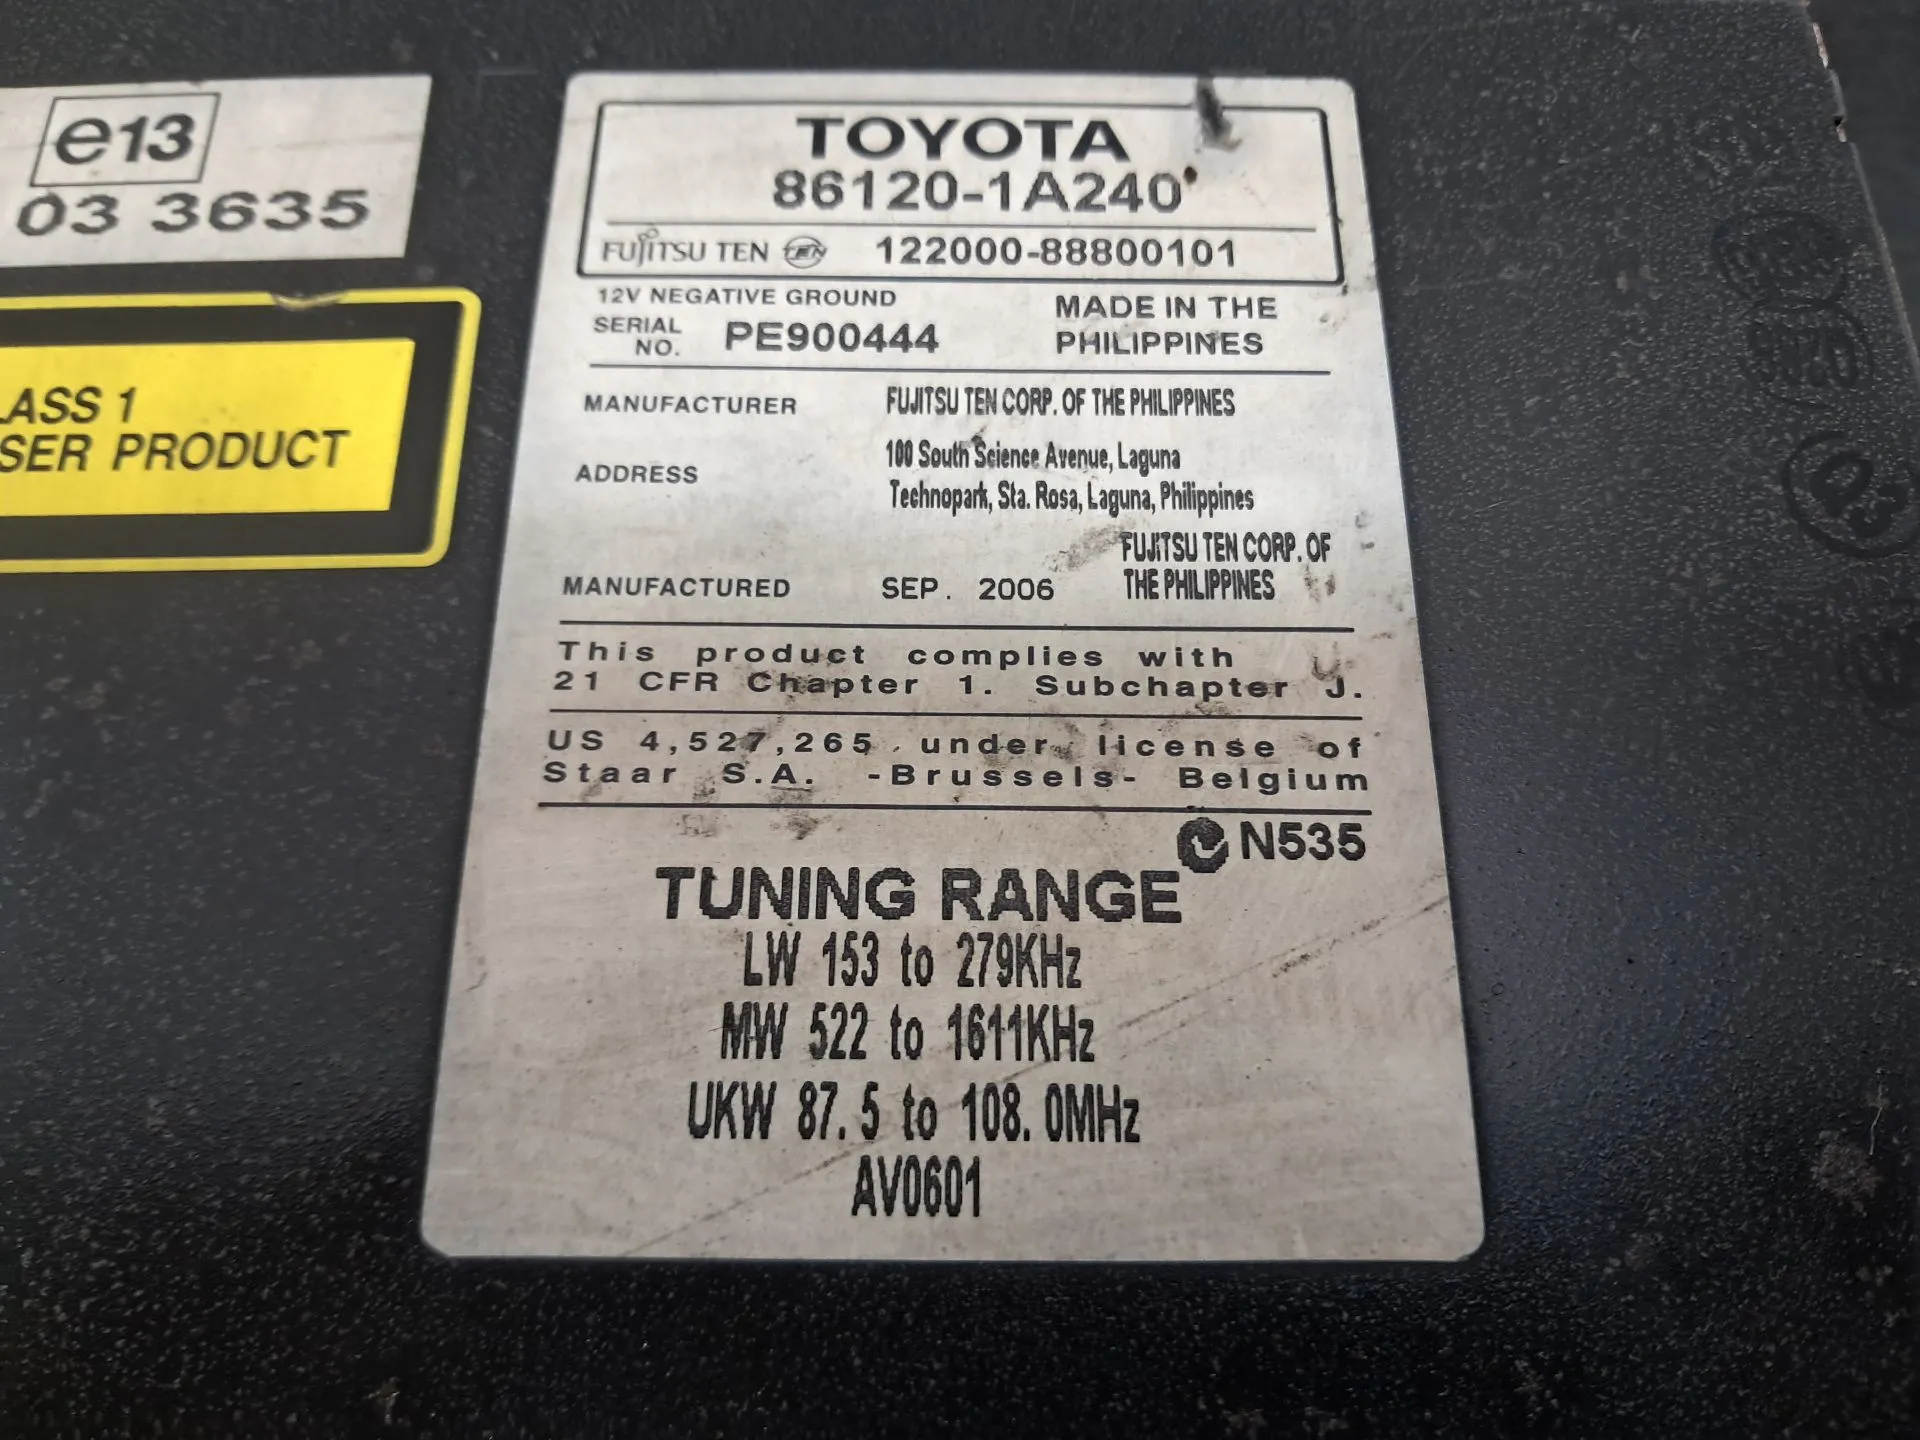 e13
03 3635
ASS 1
SER PRODUCT
TOYOTA
86120-1A240
FUJITSU TEN TEN 122000-88800101
12V NEGATIVE GROUND
SERIAL NO. PE900444
MADE IN THE
PHILIPPINES
MANUFACTURER FUJITSU TEN CORP. OF THE PHILIPPINES
ADDRESS 100 South Science Avenue, Laguna
Technopark, Sta. Rosa, Laguna, Philippines
MANUFACTURED SEP. 2006 FUJITSU TEN CORP. OF
THE PHILIPPINES
This product complies with
21 CFR Chapter 1. Subchapter J.
US 4,527,265 under license of
Staar S.A. -Brussels- Belgium
N535
TUNING RANGE
LW 153 to 279KHz
MW 522 to 1611KHz
UKW 87.5 to 108.0MHz
AV0601